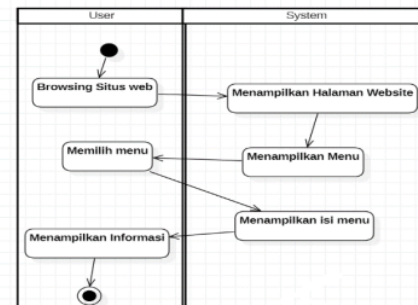 User
System
Browsing Situs web
Menampilkan Halaman Website
Memilih menu
Menampilkan Menu
Menampilkan isi menu
Menampilkan Informasi